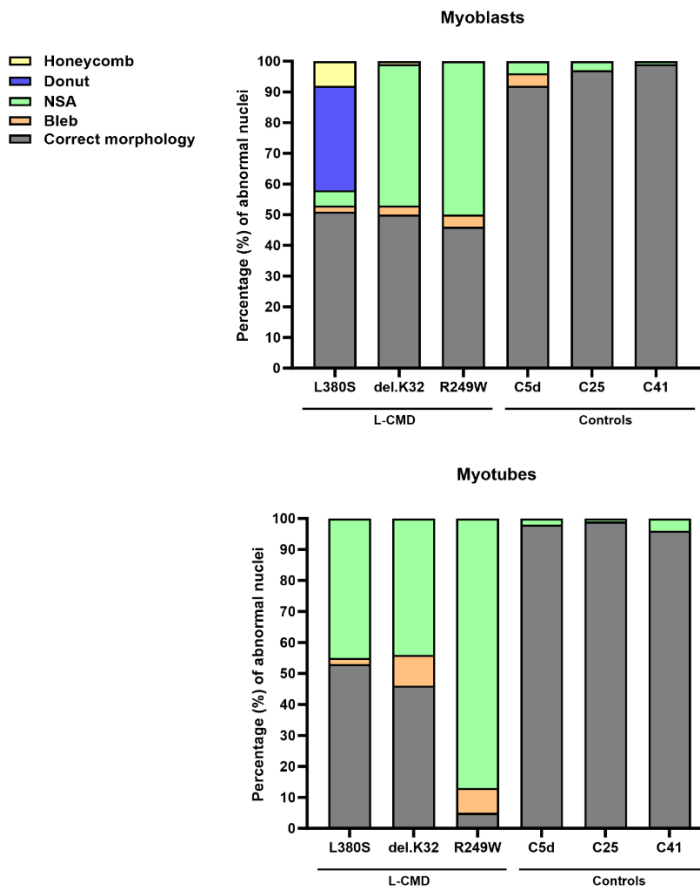 Myoblasts
Honeycomb
Donut
NSA
Bleb
Correct morphology
Percentage (%) of abnormal nuclei
100
90
80
70
60
50
40
30
20
10
0
L380S del.K32 R249W C5d C25 C41
L-CMD Controls
Myotubes
Percentage (%) of abnormal nuclei
100
90
80
70
60
50
40
30
20
10
0
L380S del.K32 R249W C5d C25 C41
L-CMD Controls